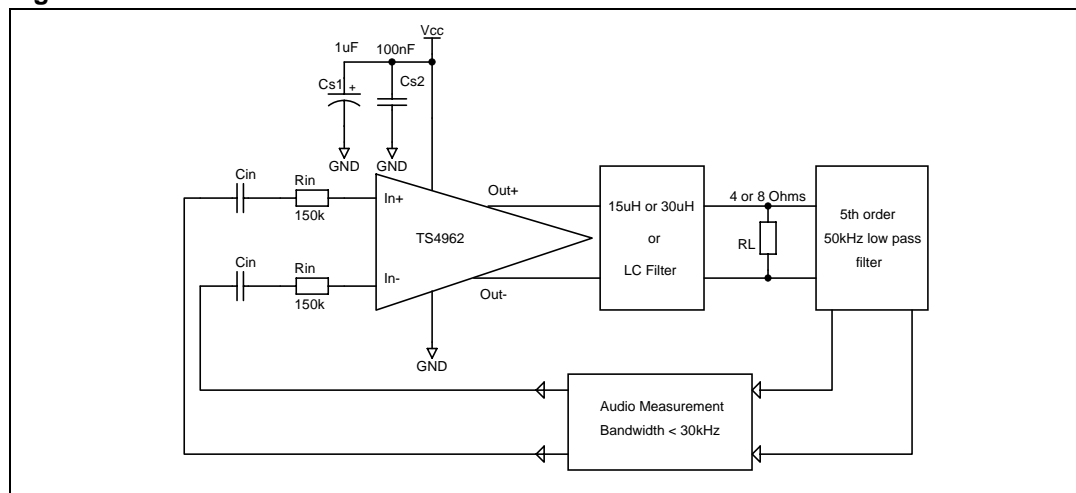 Vcc
1uF
100nF
Cs1
+
Cs2
GND
GND
Cin
Rin
150k
In+
Out+
15uH or 30uH
or
LC Filter
4 or 8 Ohms
RL
5th order
50kHz low pass
filter
TS4962
Cin
Rin
150k
In-
Out-
GND
Audio Measurement
Bandwidth < 30kHz